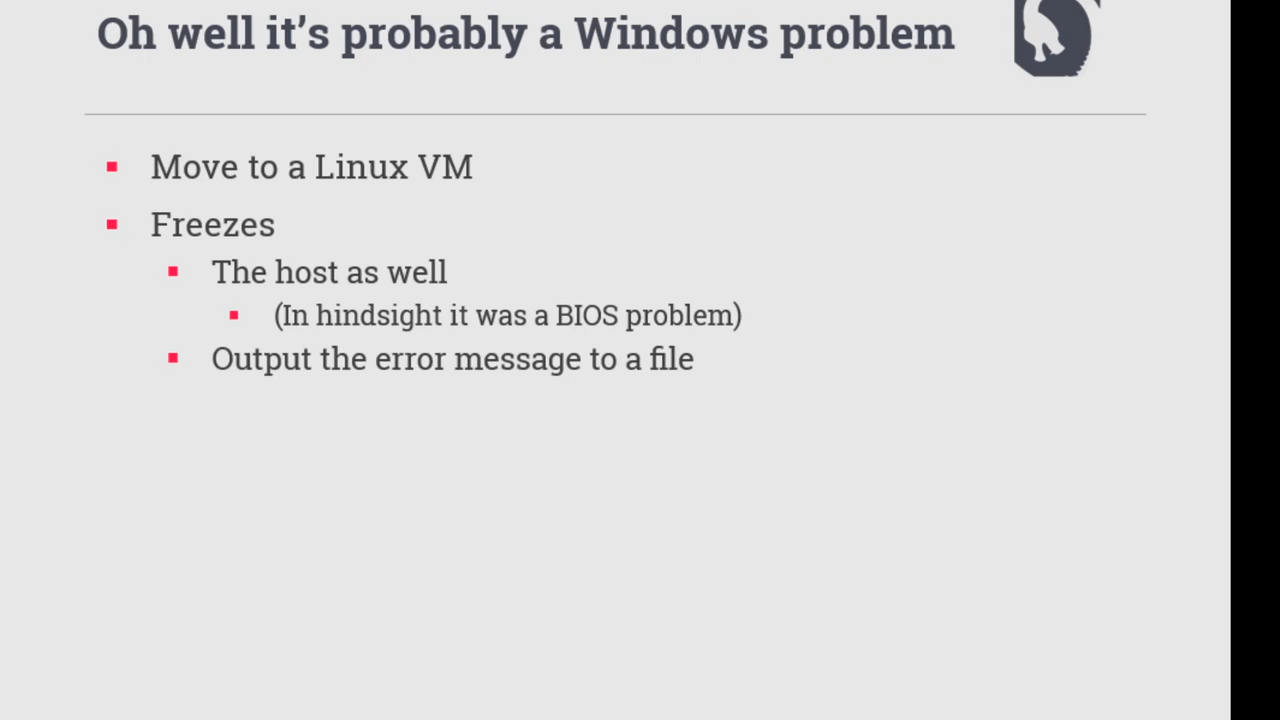 Oh well it’s probably a Windows problem
Move to a Linux VM
Freezes
The host as well
(In hindsight it was a BIOS problem)
Output the error message to a file